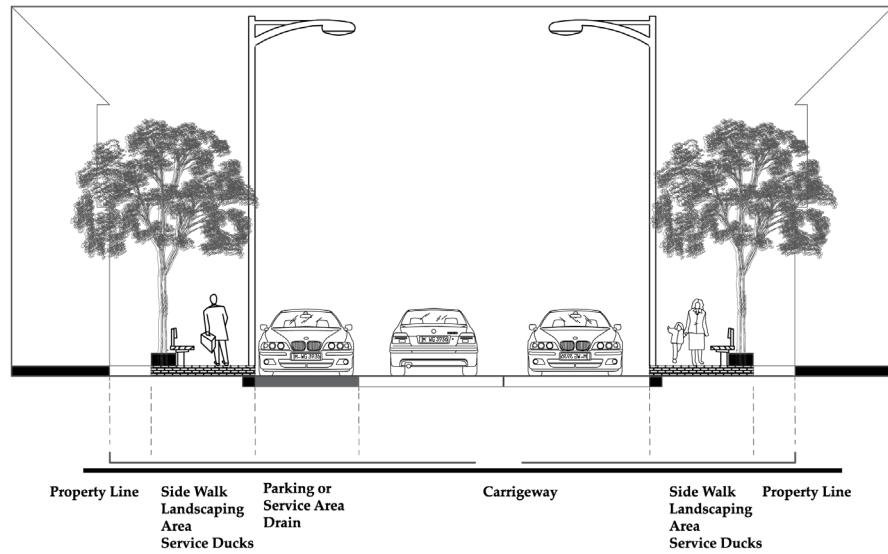 Property Line
Side Walk
Landscaping
Area
Service Ducks
Parking or
Service Area
Drain
Carrigeway
Side Walk
Landscaping
Area
Service Ducks
Property Line